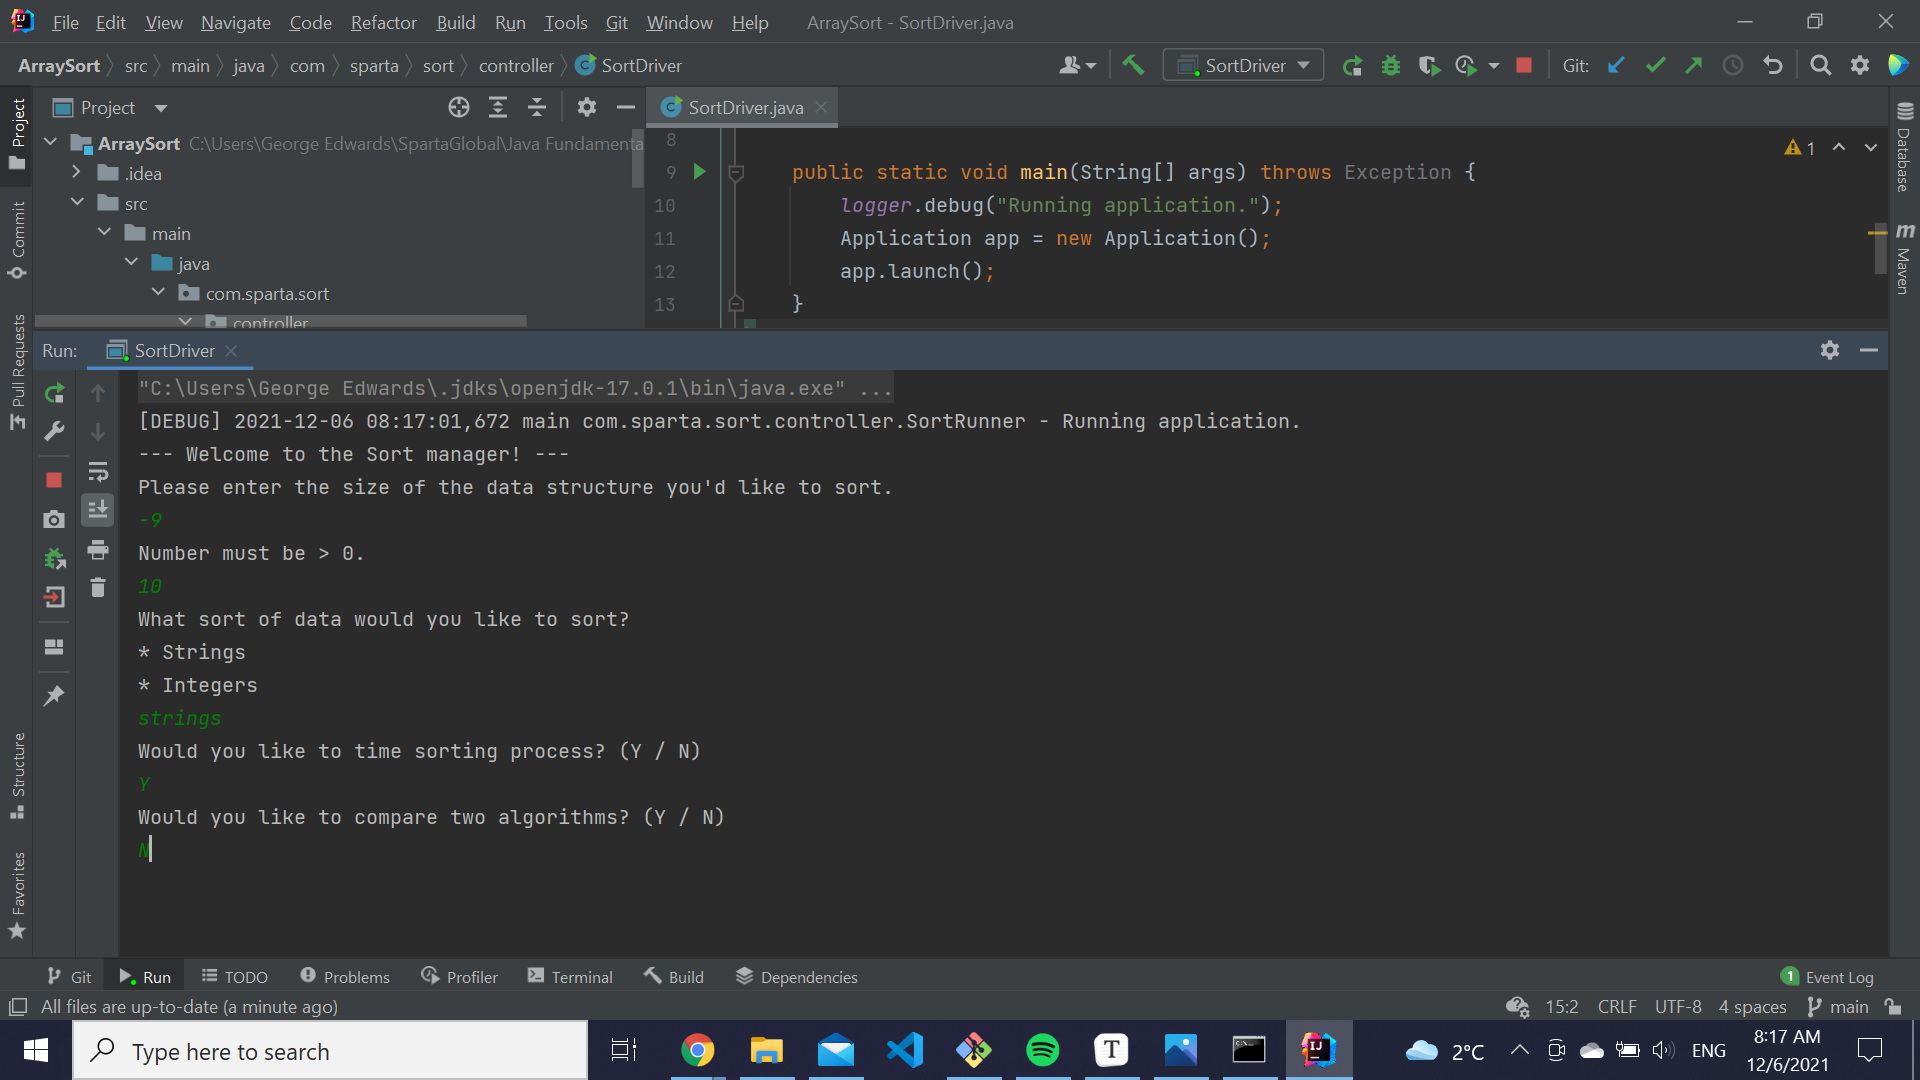 File Edit View Navigate Code Refactor Build Run Tools Git Window Help ArraySort - SortDriver.java
ArraySort src main java com sparta sort controller SortDriver
SortDriver Git:
Project
Commit
Pull Requests
Structure
Favorites
Project
ArraySort C:\Users\George Edwards\SpartaGlobal\Java Fundamenta
.idea
src
main
java
com.sparta.sort
controller
SortDriver.java
1
8
9 public static void main(String[] args) throws Exception {
10 logger.debug("Running application.");
11 Application app = new Application();
12 app.launch();
13 }
Database
m Maven
Run: SortDriver
"C:\Users\George Edwards\.jdks\openjdk-17.0.1\bin\java.exe" ...
[DEBUG] 2021-12-06 08:17:01,672 main com.sparta.sort.controller.SortRunner - Running application.
--- Welcome to the Sort manager! ---
Please enter the size of the data structure you'd like to sort.
-9
Number must be > 0.
10
What sort of data would you like to sort?
* Strings
* Integers
strings
Would you like to time sorting process? (Y / N)
Y
Would you like to compare two algorithms? (Y / N)
N
Git Run TODO Problems Profiler Terminal Build Dependencies 1 Event Log
All files are up-to-date (a minute ago) 15:2 CRLF UTF-8 4 spaces main
Type here to search T IJ 2°C ENG 8:17 AM
12/6/2021